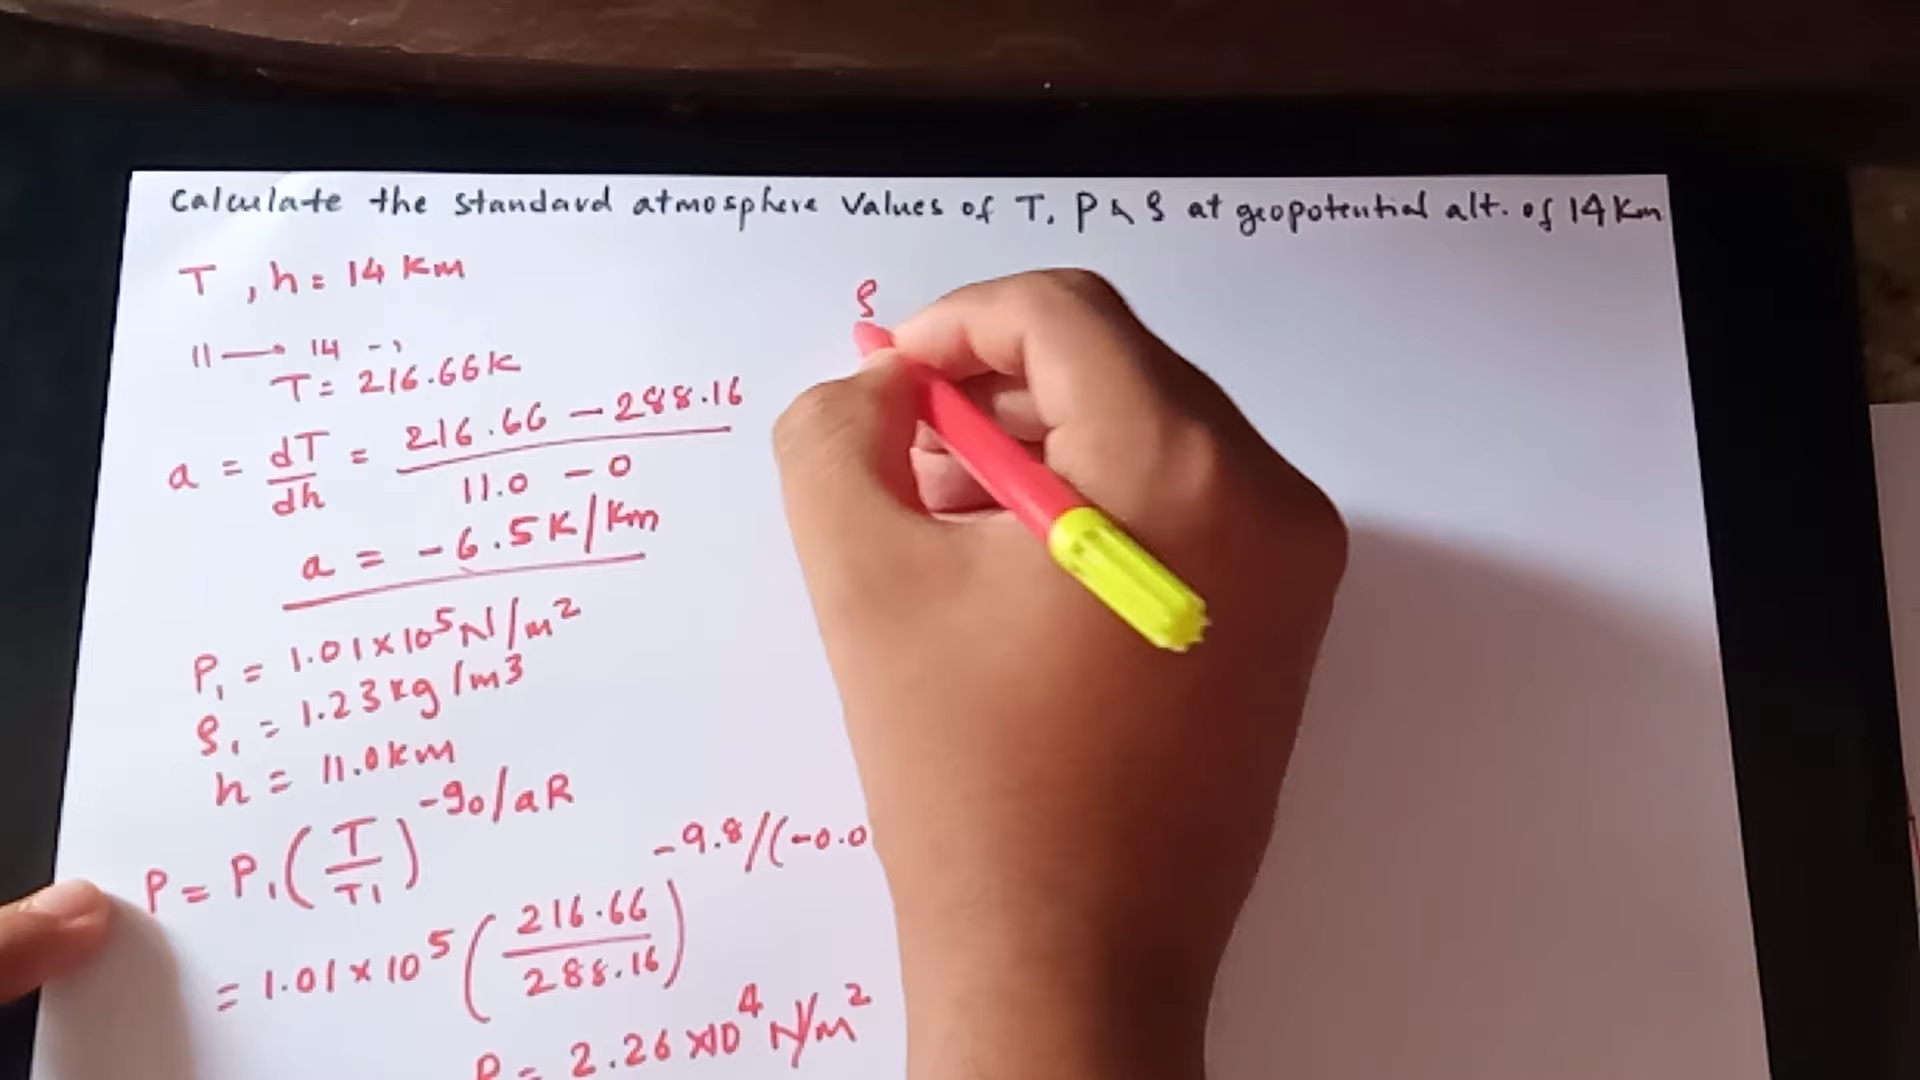 Calculate the standard atmosphere values of T, P & ρ at geopotential alt. of 14 Km
T , h = 14 Km
11 → 14 -,
T = 216.66K
a = dT/dh = 216.66 - 288.16 / 11.0 - 0
a = -6.5K/Km
P₁ = 1.01 × 10⁵ N/m²
ρ₁ = 1.23 kg/m³
h = 11.0 km
P = P₁ (T/T₁)^-g₀/aR
= 1.01 × 10⁵ (216.66/288.16)^-9.8/(-0.0
P = 2.26 × 10⁴ N/m²
ρ